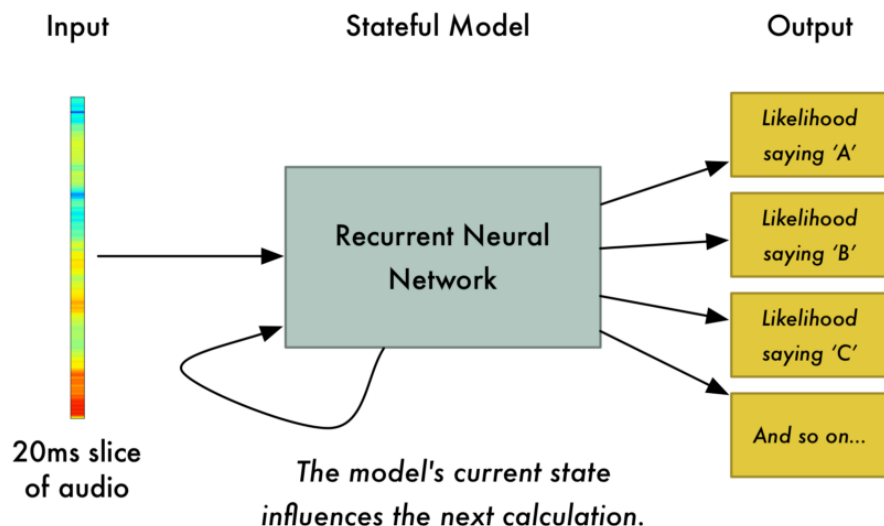 Input
Stateful Model
Output
20ms slice
of audio
Recurrent Neural
Network
The model's current state
influences the next calculation.
Likelihood
saying 'A'
Likelihood
saying 'B'
Likelihood
saying 'C'
And so on...